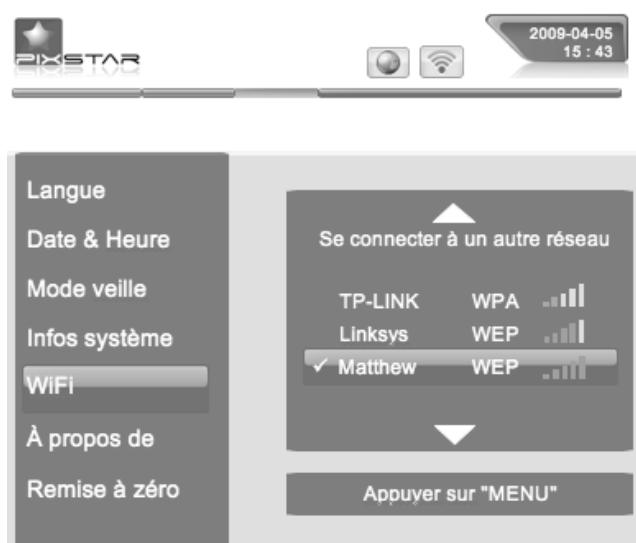 PIXSTAR
2009-04-05
15 : 43
Langue
Date & Heure
Mode veille
Infos système
WiFi
À propos de
Remise à zéro
Se connecter à un autre réseau
TP-LINK WPA
Linksys WEP
✓ Matthew WEP
Appuyer sur "MENU"